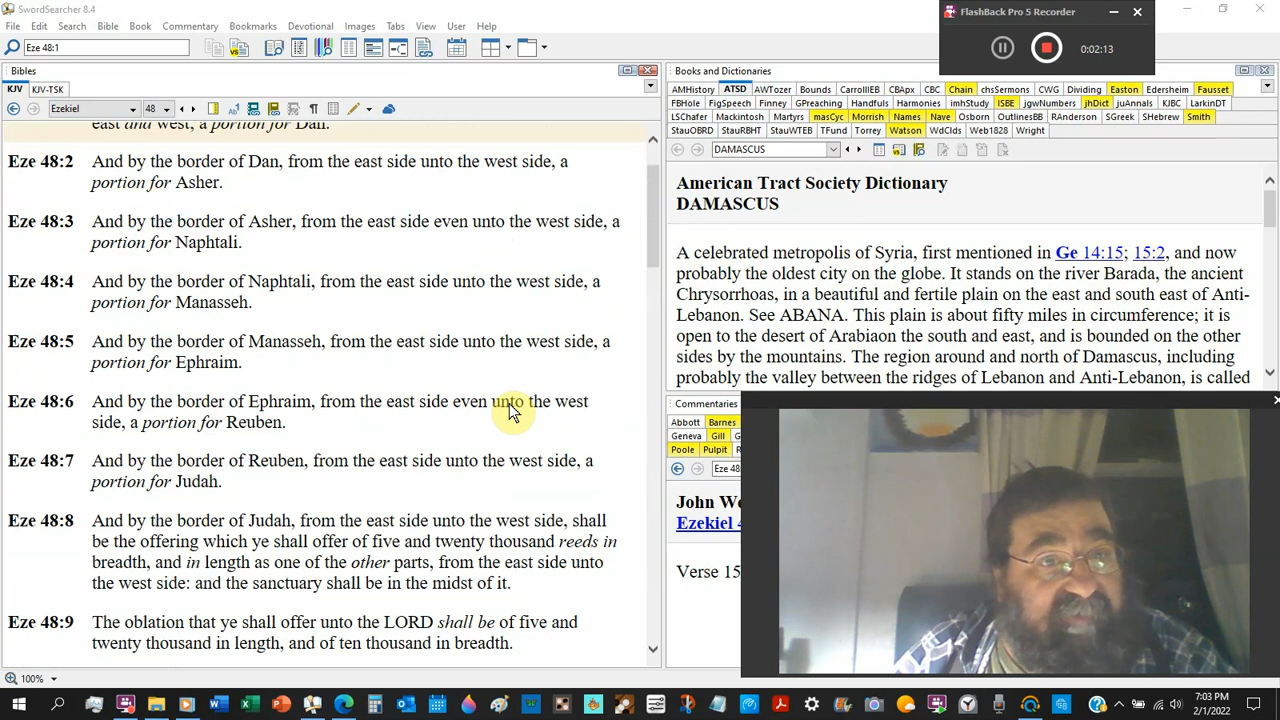 SwordSearcher 8.4
File Edit Search Bible Book Commentary Bookmarks Devotional Images Tabs View User Help
Eze 48:1
Bibles
KJV KJV-TSK
Ezekiel 48
east and west, a portion for Dan.
Eze 48:2 And by the border of Dan, from the east side unto the west side, a
portion for Asher.
Eze 48:3 And by the border of Asher, from the east side even unto the west side, a
portion for Naphtali.
Eze 48:4 And by the border of Naphtali, from the east side unto the west side, a
portion for Manasseh.
Eze 48:5 And by the border of Manasseh, from the east side unto the west side, a
portion for Ephraim.
Eze 48:6 And by the border of Ephraim, from the east side even unto the west
side, a portion for Reuben.
Eze 48:7 And by the border of Reuben, from the east side unto the west side, a
portion for Judah.
Eze 48:8 And by the border of Judah, from the east side unto the west side, shall
be the offering which ye shall offer of five and twenty thousand reeds in
breadth, and in length as one of the other parts, from the east side unto
the west side: and the sanctuary shall be in the midst of it.
Eze 48:9 The oblation that ye shall offer unto the LORD shall be of five and
twenty thousand in length, and of ten thousand in breadth.
100%
FlashBack Pro 5 Recorder
0:02:13
Books and Dictionaries
AMHistory ATSD AWTozer Bounds CarrollEB CBApx CBC Chain chsSermons CWG Dividing Easton Edersheim Fausset
FBHole FigSpeech Finney GPreaching Handfuls Harmonies imhStudy ISBE jgwNumbers jhDict juAnnals KJBC LarkinDT
LSChafer Mackintosh Martyrs masCyc Morrish Names Nave Osborn OutlinesBB RAnderson SGreek SHebrew Smith
StauOBRD StauRBHT StauWTEB TFund Torrey Watson WdClds Web1828 Wright
DAMASCUS
American Tract Society Dictionary
DAMASCUS
A celebrated metropolis of Syria, first mentioned in Ge 14:15; 15:2, and now
probably the oldest city on the globe. It stands on the river Barada, the ancient
Chrysorrhoas, in a beautiful and fertile plain on the east and south east of Anti-
Lebanon. See ABANA. This plain is about fifty miles in circumference; it is
open to the desert of Arabiaon the south and east, and is bounded on the other
sides by the mountains. The region around and north of Damascus, including
probably the valley between the ridges of Lebanon and Anti-Lebanon, is called
Commentaries
Abbott Barnes
Geneva Gill
Poole Pulpit
Eze 48:
John We
Ezekiel 4
Verse 15
7:03 PM
2/1/2022